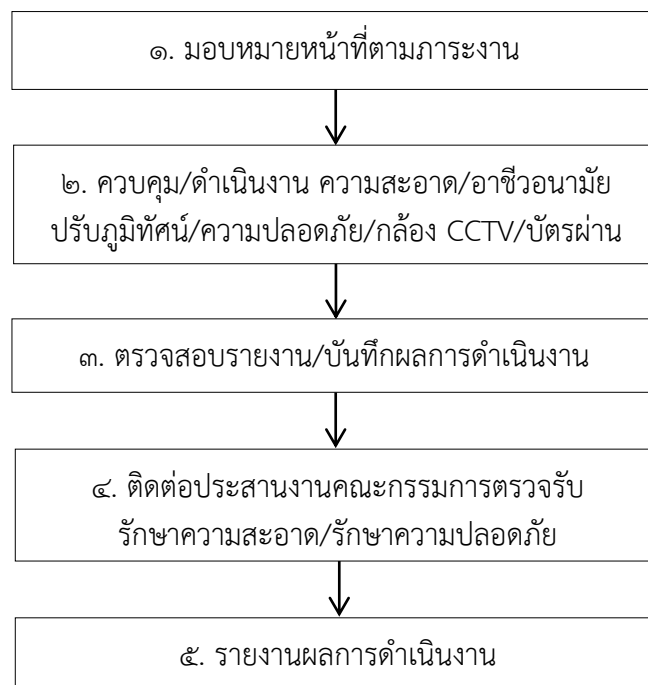 ๑. มอบหมายหน้าที่ตามภาระงาน
๒. ควบคุม/ดำเนินงาน ความสะอาด/อาชีวอนามัย
ปรับภูมิทัศน์/ความปลอดภัย/กล้อง CCTV/บัตรผ่าน
๓. ตรวจสอบรายงาน/บันทึกผลการดำเนินงาน
๔. ติดต่อประสานงานคณะกรรมการตรวจรับ
รักษาความสะอาด/รักษาความปลอดภัย
๕. รายงานผลการดำเนินงาน